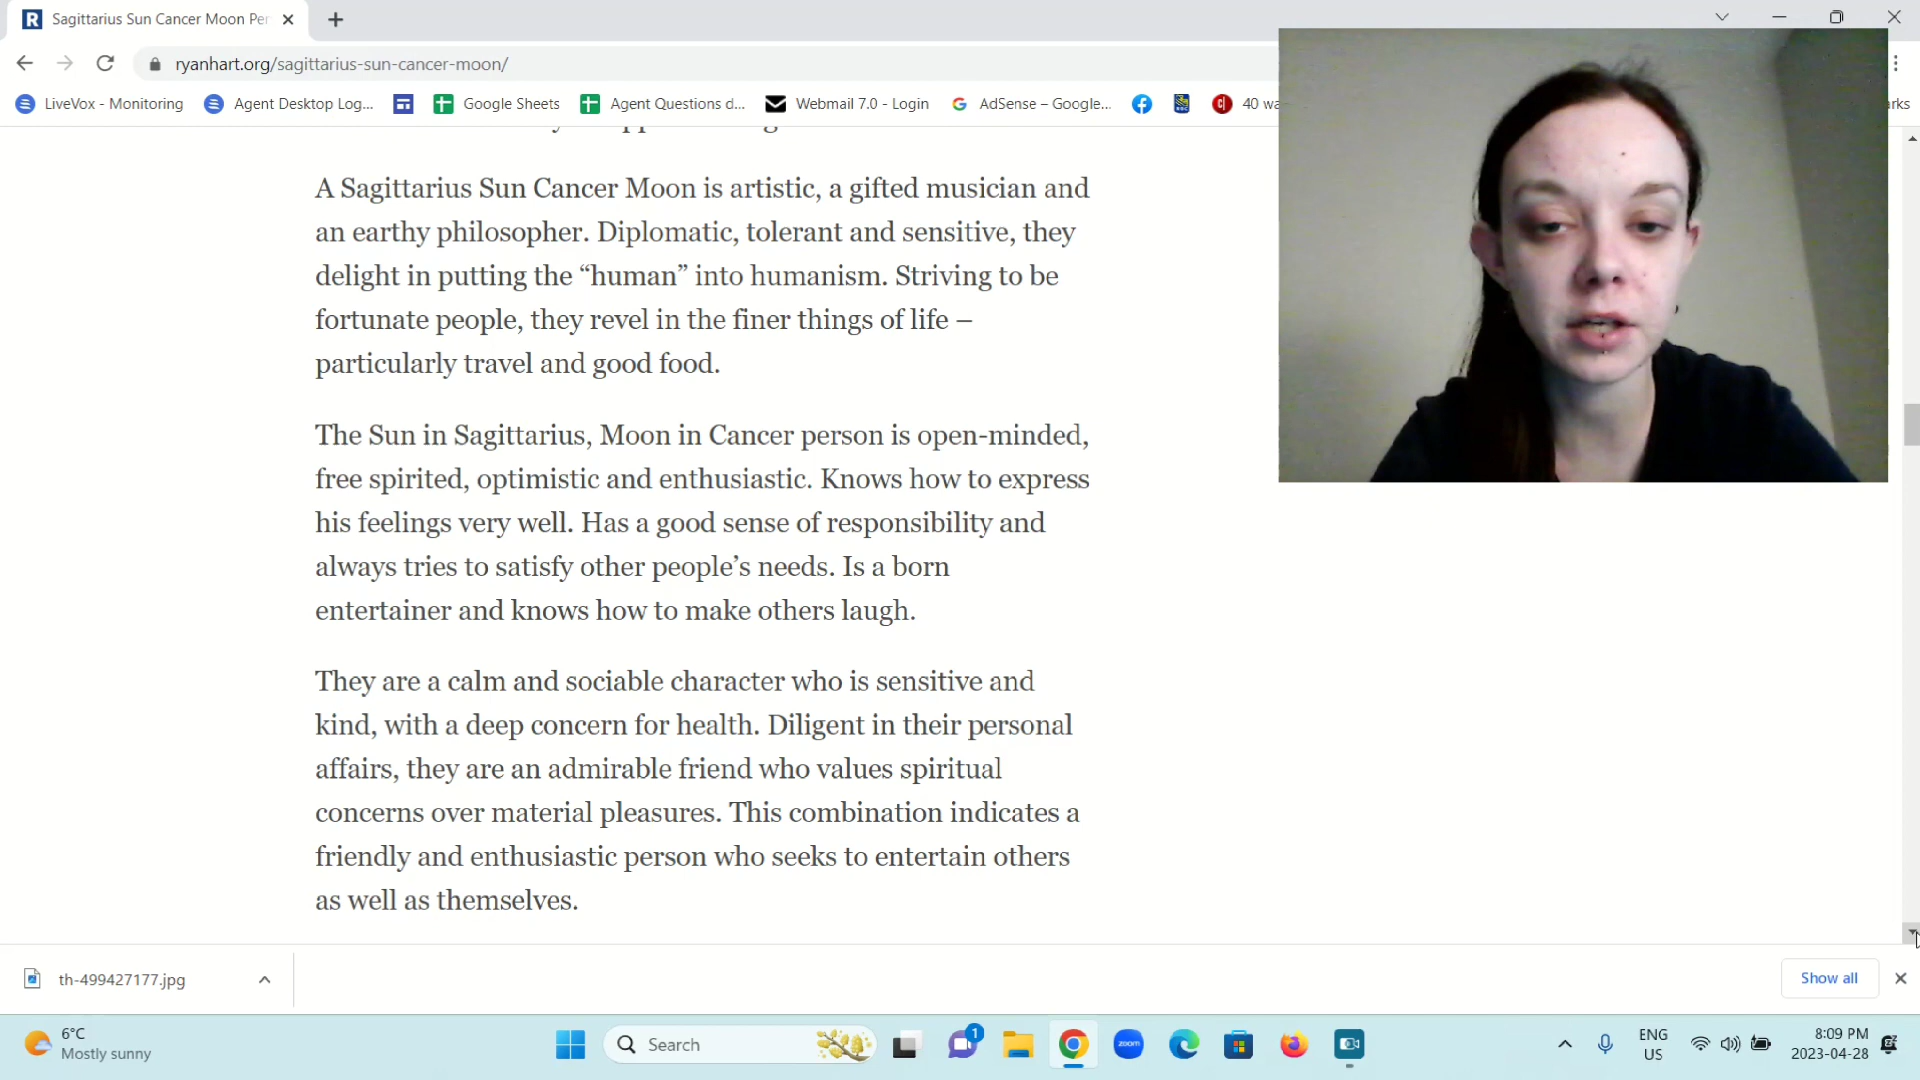 Sagittarius Sun Cancer Moon Per
ryanhart.org/sagittarius-sun-cancer-moon/
LiveVox - Monitoring
Agent Desktop Log...
Google Sheets
Agent Questions d...
Webmail 7.0 - Login
AdSense – Google...
40 wa
arks
A Sagittarius Sun Cancer Moon is artistic, a gifted musician and
an earthy philosopher. Diplomatic, tolerant and sensitive, they
delight in putting the “human” into humanism. Striving to be
fortunate people, they revel in the finer things of life –
particularly travel and good food.
The Sun in Sagittarius, Moon in Cancer person is open-minded,
free spirited, optimistic and enthusiastic. Knows how to express
his feelings very well. Has a good sense of responsibility and
always tries to satisfy other people’s needs. Is a born
entertainer and knows how to make others laugh.
They are a calm and sociable character who is sensitive and
kind, with a deep concern for health. Diligent in their personal
affairs, they are an admirable friend who values spiritual
concerns over material pleasures. This combination indicates a
friendly and enthusiastic person who seeks to entertain others
as well as themselves.
th-499427177.jpg
Show all
6°C
Mostly sunny
Search
1
zoom
ENG
US
8:09 PM
2023-04-28